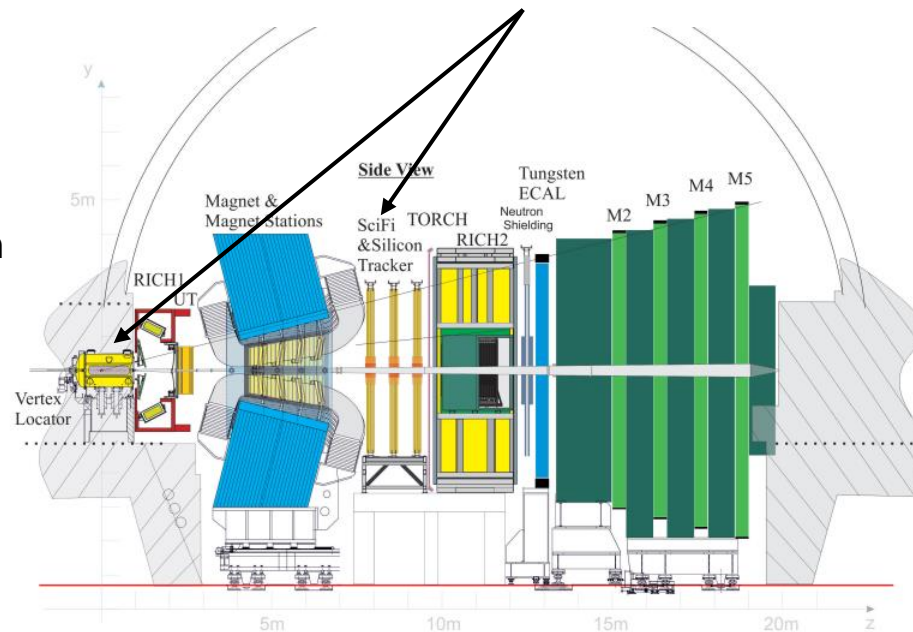 y
5m
Side View
Magnet &
Magnet Stations
SciFi
&Silicon
Tracker
TORCH
RICH2
Tungsten
ECAL
Neutron
Shielding
M2
M3
M4
M5
RICH1
UT
Vertex
Locator
5m
10m
15m
20m
z